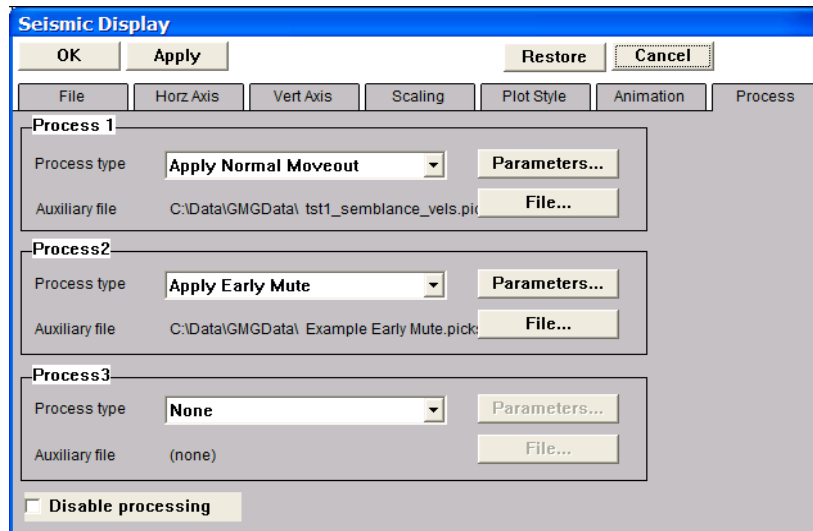 Seismic Display
OK Apply Restore Cancel
File Horz Axis Vert Axis Scaling Plot Style Animation Process
Process 1
Process type Apply Normal Moveout Parameters...
Auxiliary file C:\Data\GMGData\ tst1_semblance_vels.pic File...
Process2
Process type Apply Early Mute Parameters...
Auxiliary file C:\Data\GMGData\ Example Early Mute.picks File...
Process3
Process type None Parameters...
Auxiliary file (none) File...
Disable processing